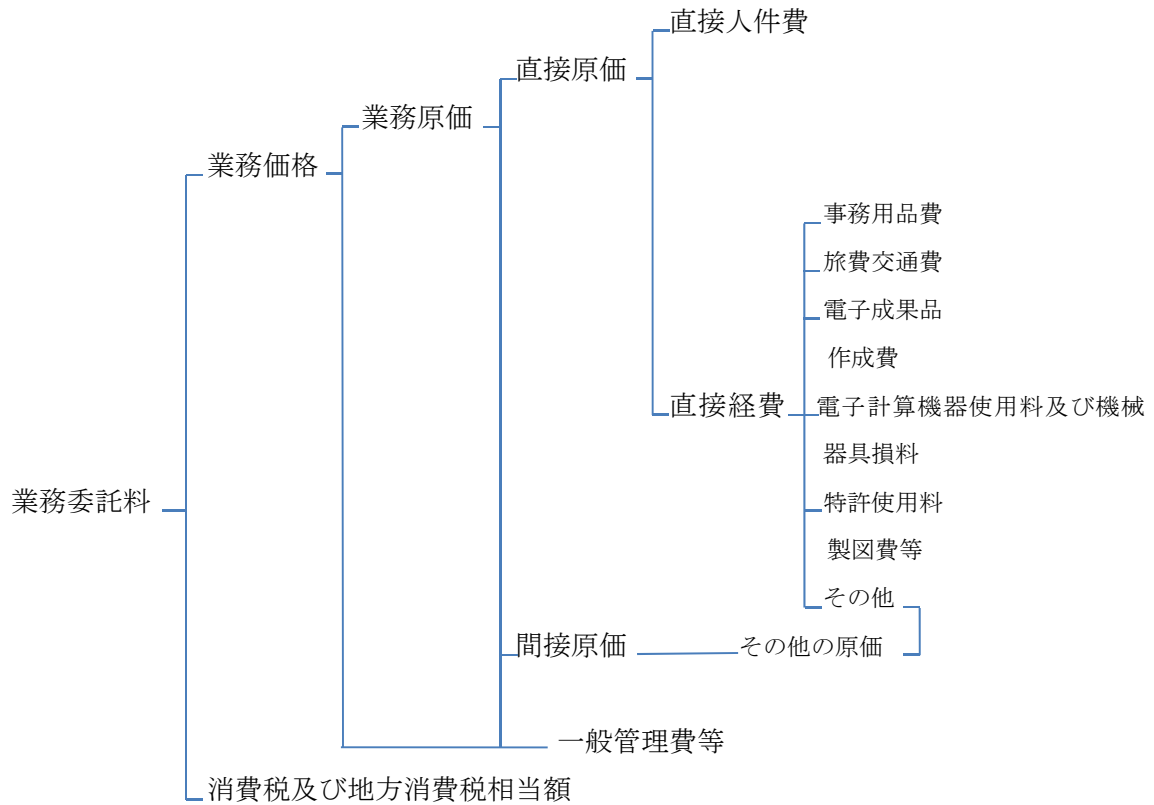 直接人件費
直接原価
業務原価
業務価格
事務用品費
旅費交通費
電子成果品
作成費
直接経費
電子計算機器使用料及び機械
器具損料
業務委託料
特許使用料
製図費等
その他
間接原価
その他の原価
一般管理費等
消費税及び地方消費税相当額